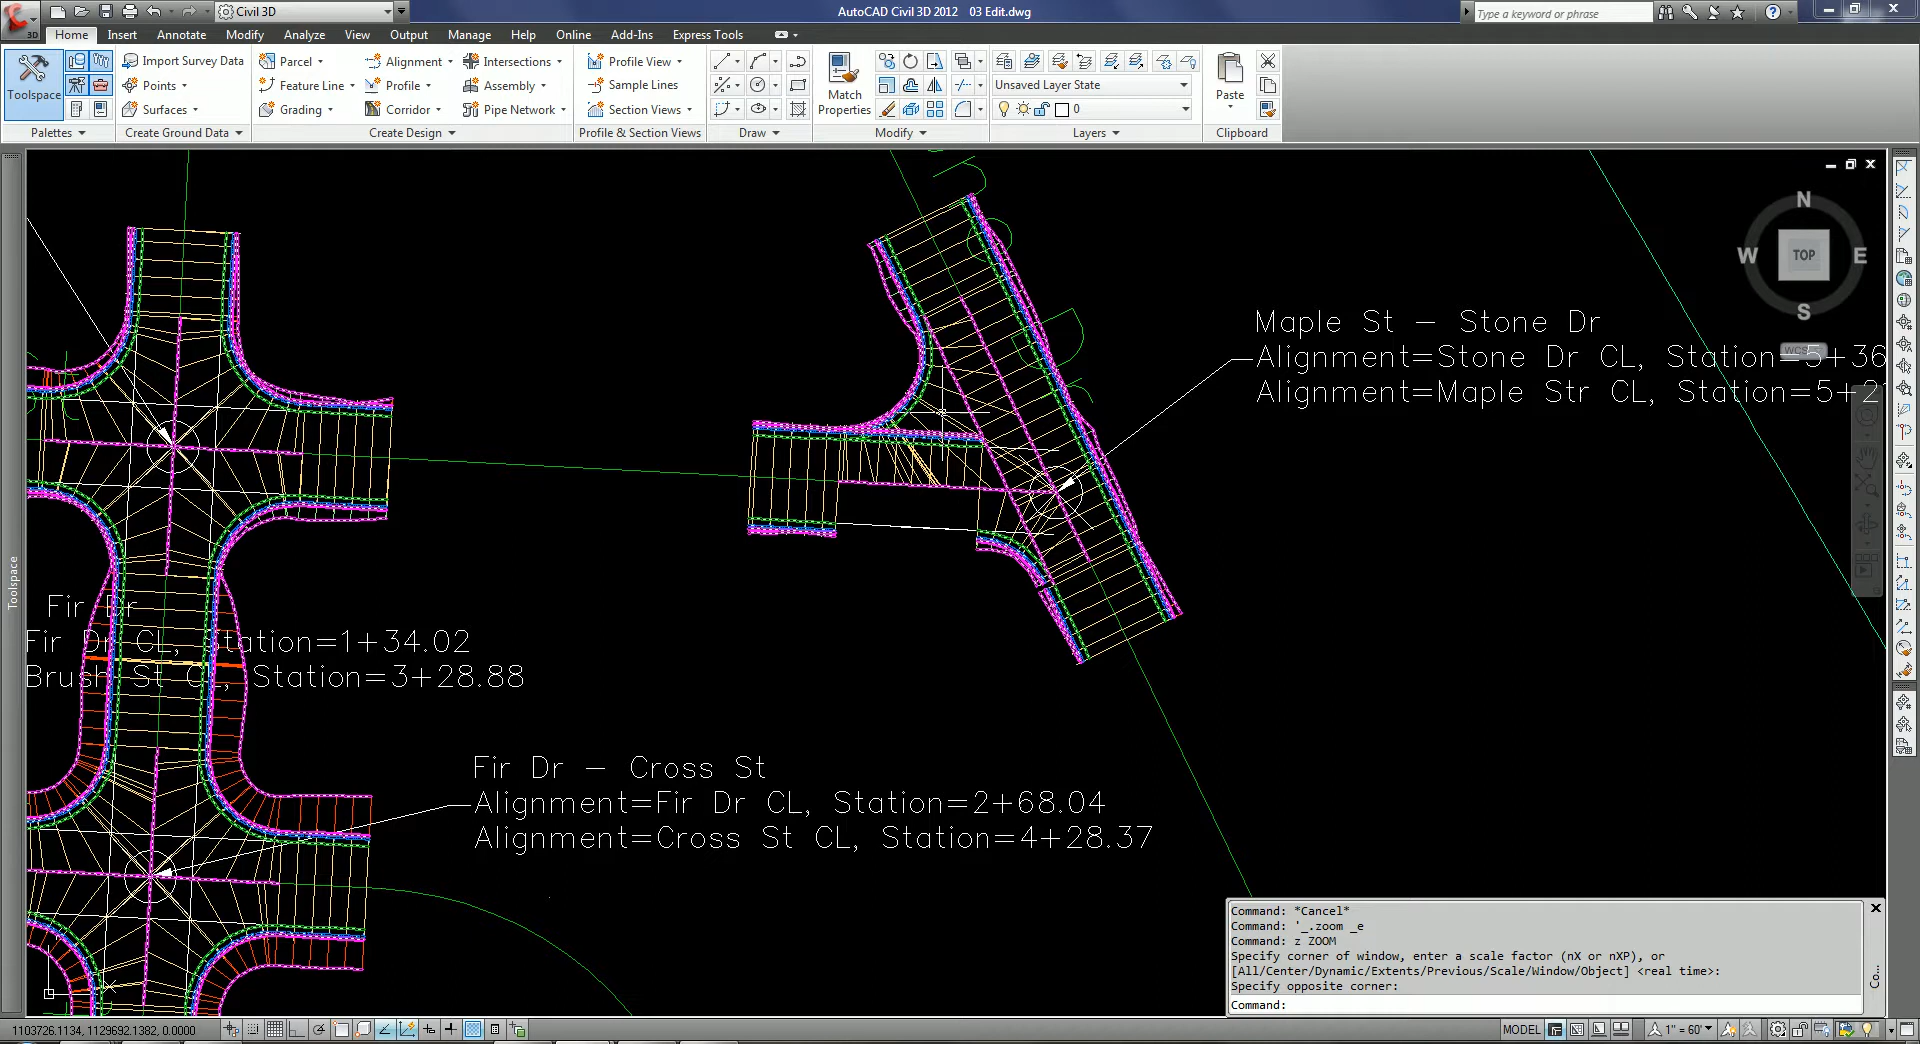 Civil 3D
AutoCAD Civil 3D 2012 03 Edit.dwg
Type a keyword or phrase
3D
Home Insert Annotate Modify Analyze View Output Manage Help Online Add-Ins Express Tools
Toolspace
Import Survey Data
Points
Surfaces
Parcel
Feature Line
Grading
Alignment
Profile
Corridor
Intersections
Assembly
Pipe Network
Profile View
Sample Lines
Section Views
Match
Properties
Unsaved Layer State
0
Paste
Palettes
Create Ground Data
Create Design
Profile & Section Views
Draw
Modify
Layers
Clipboard
N
W TOP E
S
WCS
Maple St - Stone Dr
Alignment=Stone Dr CL, Station=5+36
Alignment=Maple Str CL, Station=5+2
Fir Dr
Fir Dr CL, Station=1+34.02
Brush St CL, Station=3+28.88
Fir Dr - Cross St
Alignment=Fir Dr CL, Station=2+68.04
Alignment=Cross St CL, Station=4+28.37
Toolspace
Command: *Cancel*
Command: '_.zoom _e
Command: z ZOOM
Specify corner of window, enter a scale factor (nX or nXP), or
[All/Center/Dynamic/Extents/Previous/Scale/Window/Object] <real time>:
Specify opposite corner:
Command:
Co...
1103726.1134, 1129692.1382, 0.0000
MODEL
1" = 60'